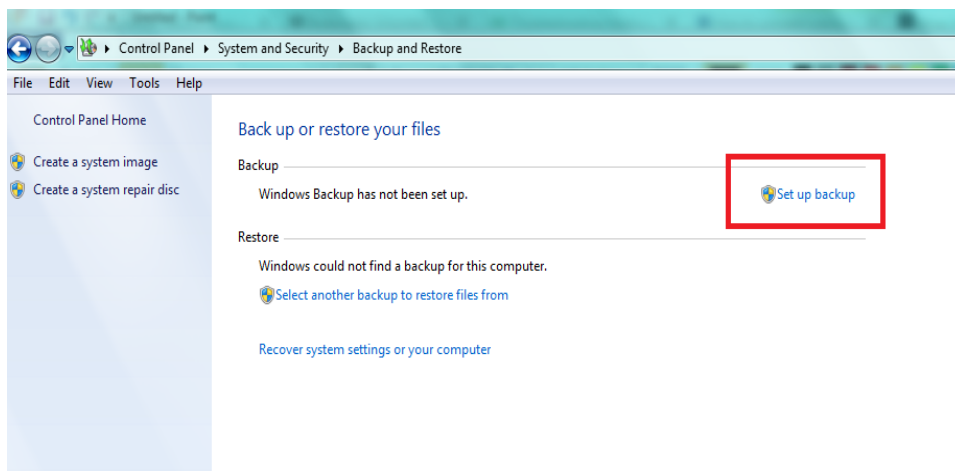 Control Panel ▸ System and Security ▸ Backup and Restore
File Edit View Tools Help
Control Panel Home
Create a system image
Create a system repair disc
Back up or restore your files
Backup
Windows Backup has not been set up.
Set up backup
Restore
Windows could not find a backup for this computer.
Select another backup to restore files from
Recover system settings or your computer